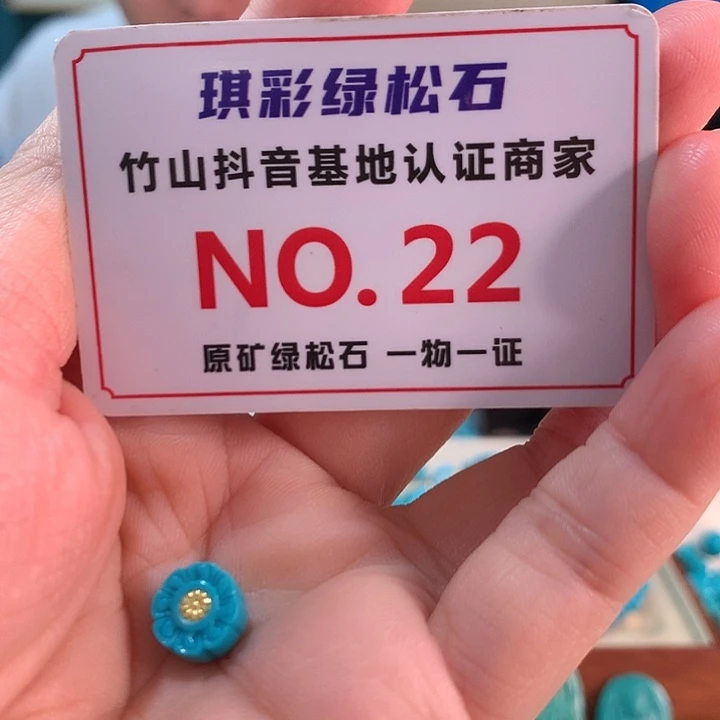 琪彩绿松石
竹山抖音基地认证商家
NO.22
原矿绿松石 一物一证